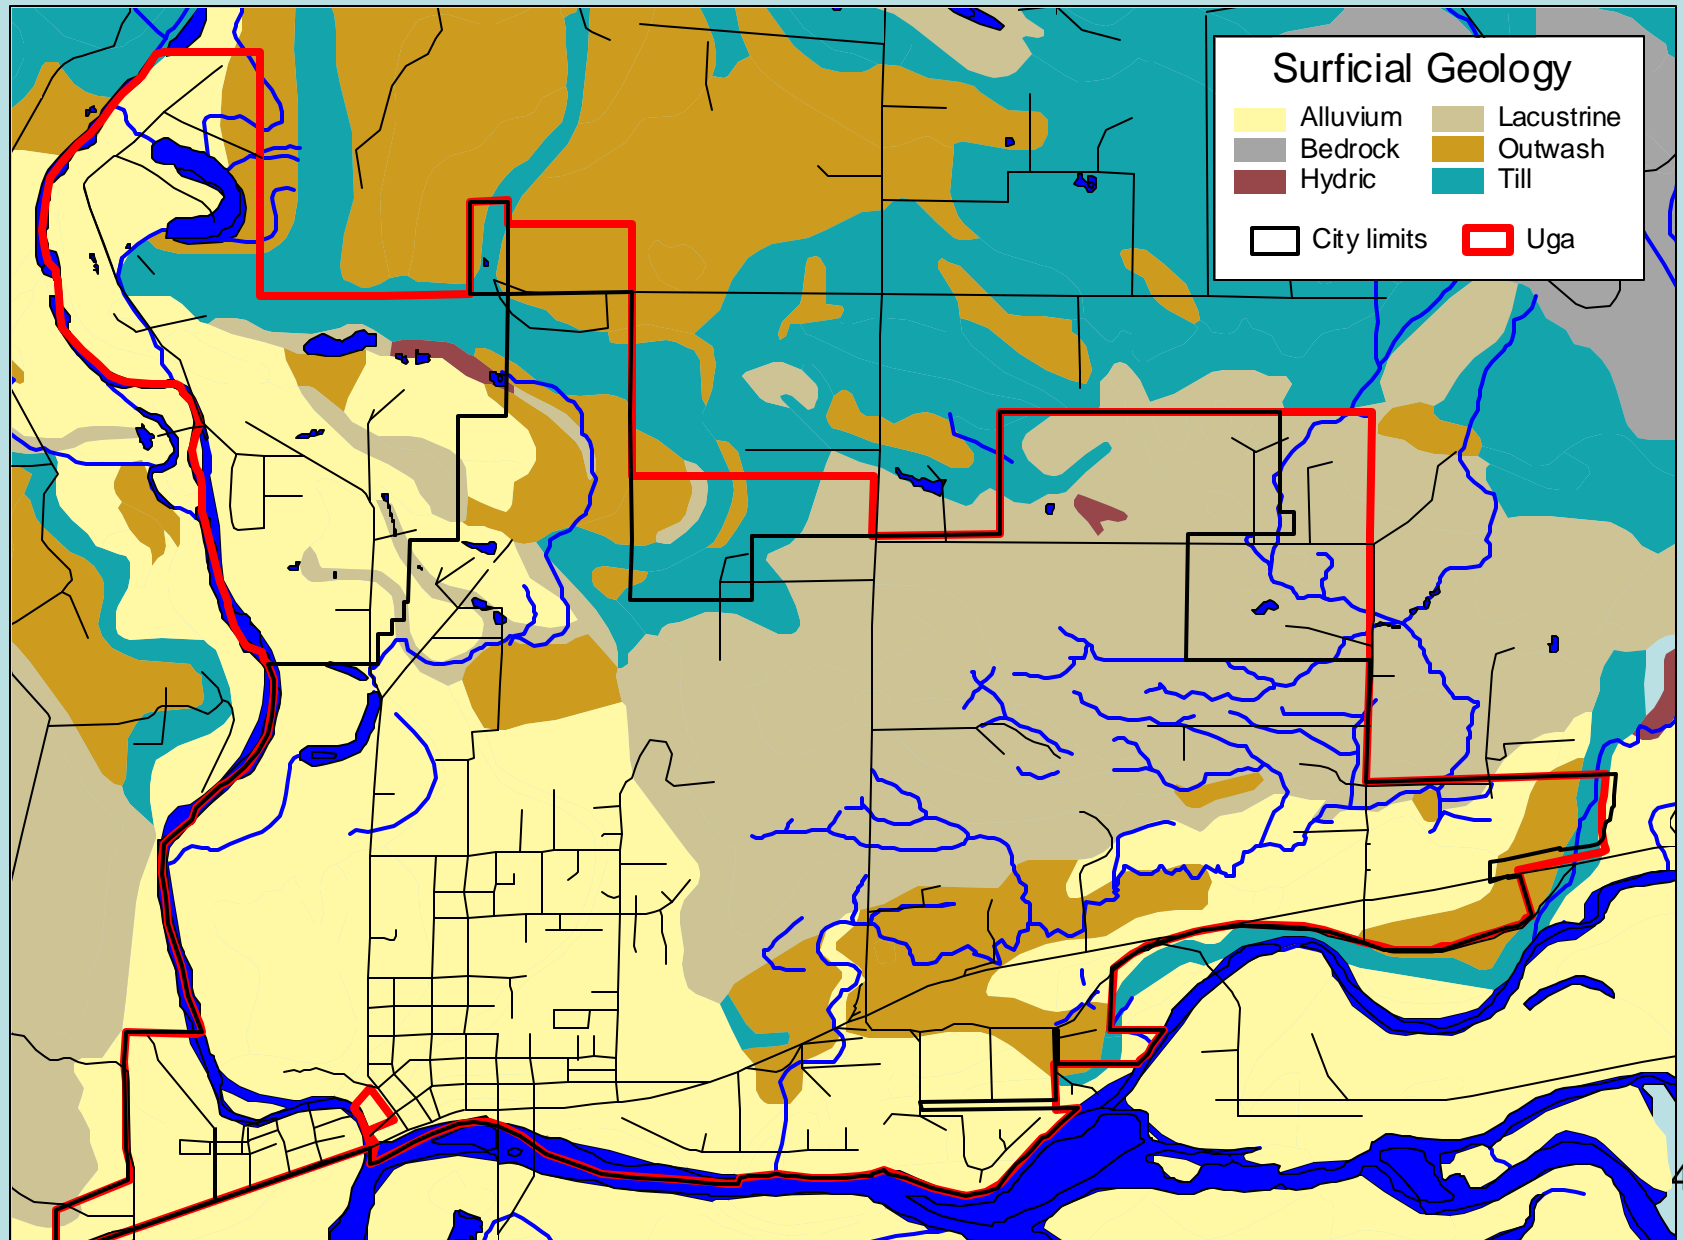 Surficial Geology
Alluvium Lacustrine
Bedrock Outwash
Hydric Till
City limits Uga